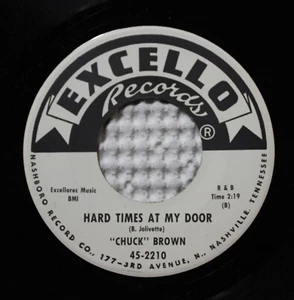 EXCELLO
Records
®
Excellorec Music
BMI
R & B
Time 2:19
(B)
HARD TIMES AT MY DOOR
(B. Jolivette)
"CHUCK" BROWN
45-2210
NASHBORO RECORD CO., 177-3RD AVENUE, N., NASHVILLE, TENNESSEE